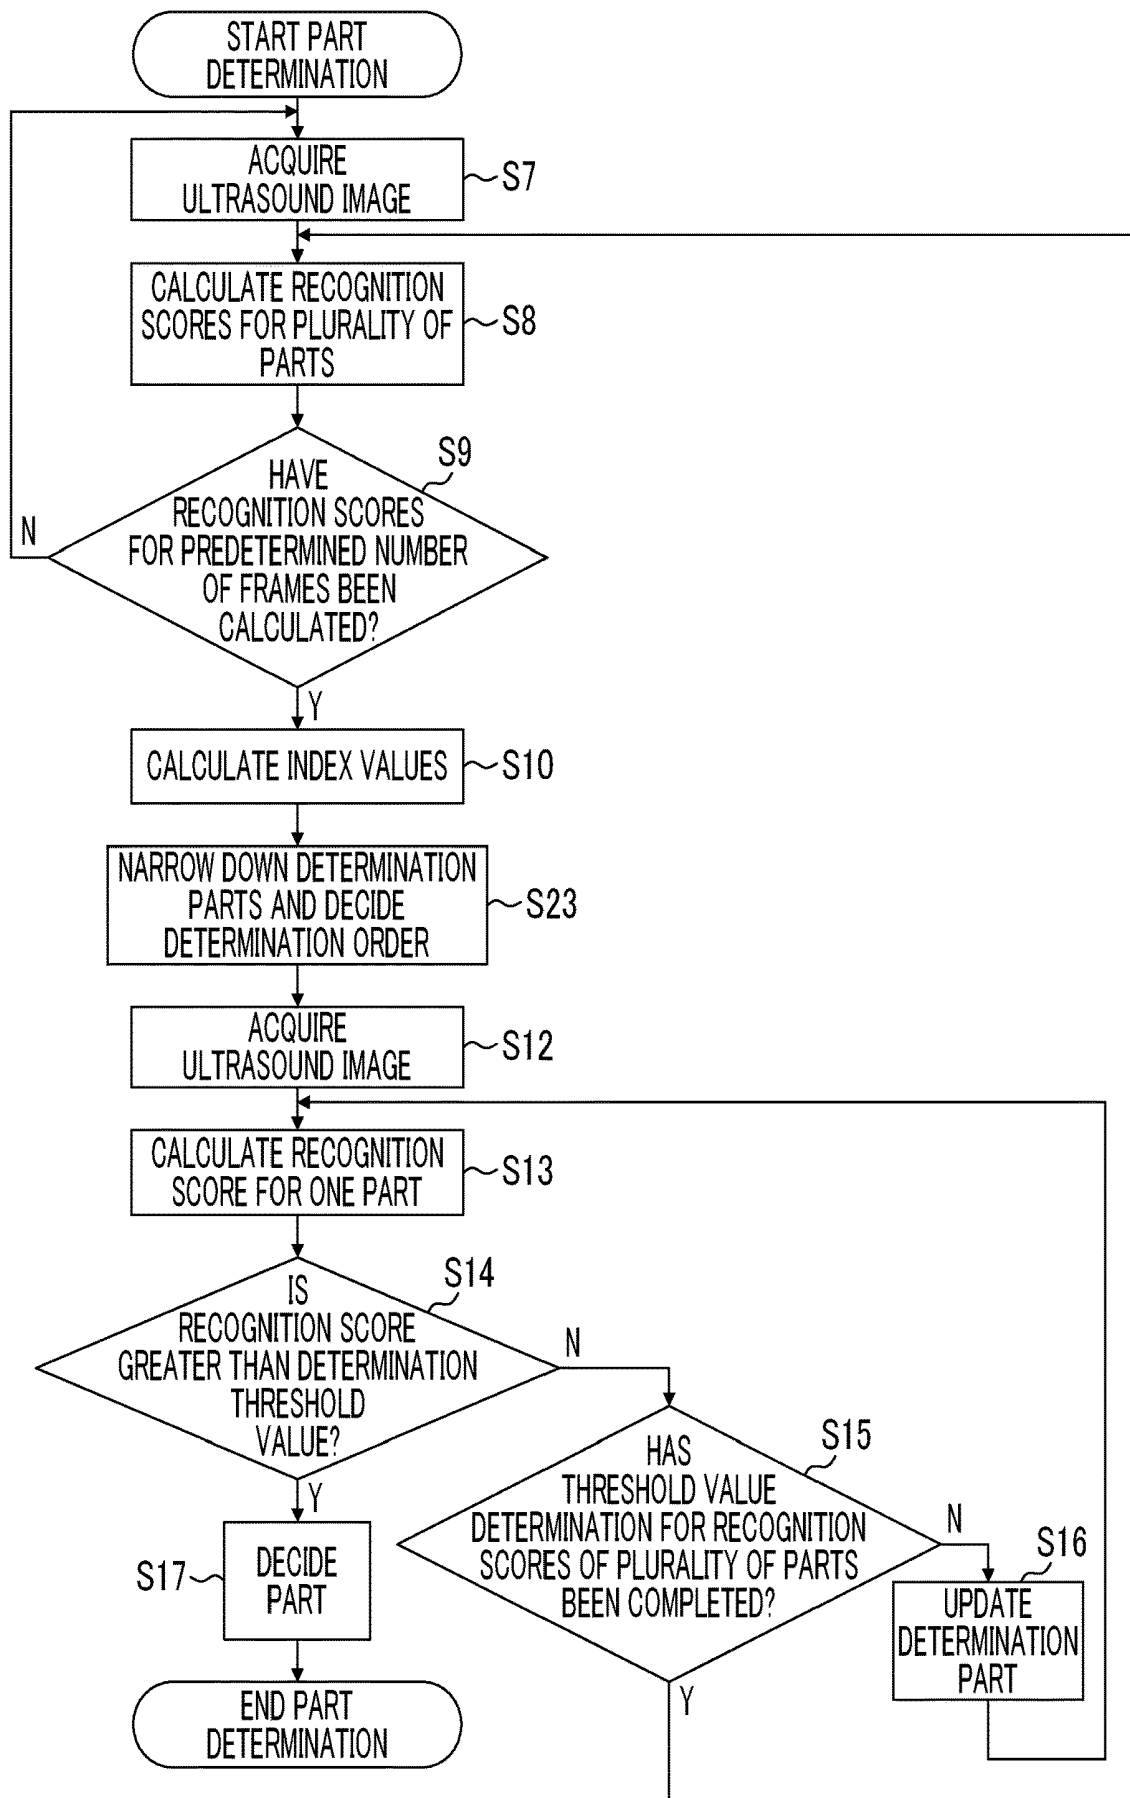 START PART
DETERMINATION
ACQUIRE
ULTRASOUND IMAGE
S7
CALCULATE RECOGNITION
SCORES FOR PLURALITY OF
PARTS
S8
S9
HAVE
RECOGNITION SCORES
FOR PREDETERMINED NUMBER
OF FRAMES BEEN
CALCULATED?
N
Y
CALCULATE INDEX VALUES
S10
NARROW DOWN DETERMINATION
PARTS AND DECIDE
DETERMINATION ORDER
S23
ACQUIRE
ULTRASOUND IMAGE
S12
CALCULATE RECOGNITION
SCORE FOR ONE PART
S13
S14
IS
RECOGNITION SCORE
GREATER THAN DETERMINATION
THRESHOLD
VALUE?
N
Y
S15
HAS
THRESHOLD VALUE
DETERMINATION FOR RECOGNITION
SCORES OF PLURALITY OF PARTS
BEEN COMPLETED?
N
Y
S16
UPDATE
DETERMINATION
PART
S17
DECIDE
PART
END PART
DETERMINATION